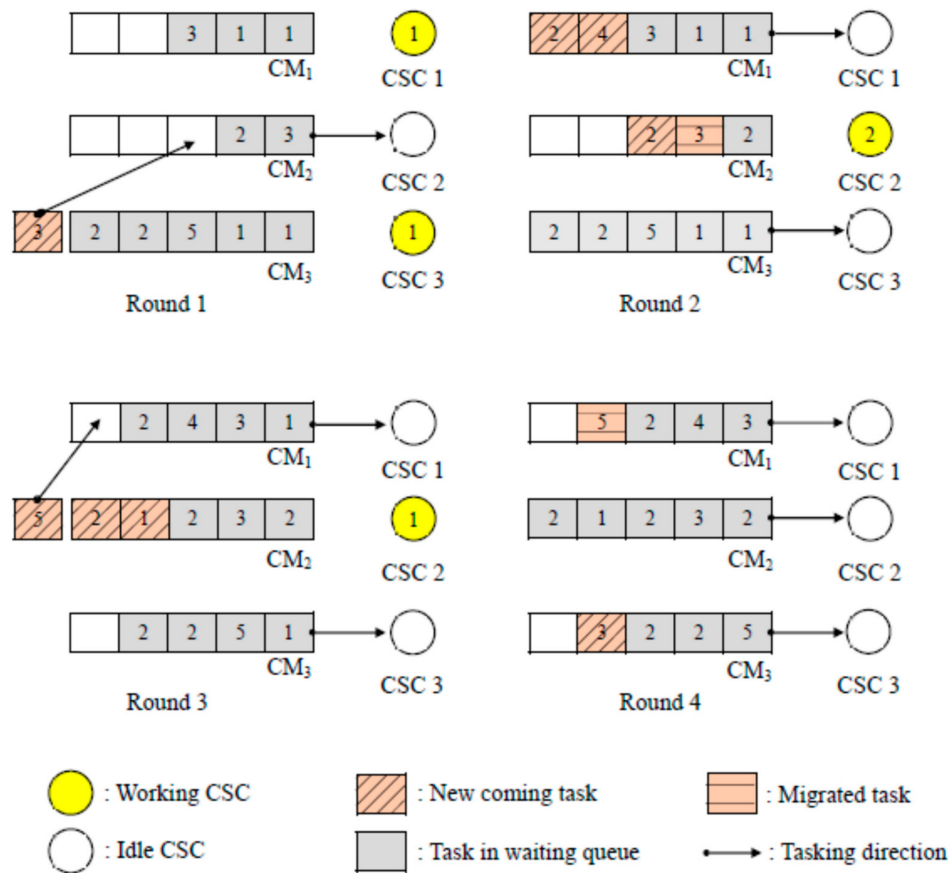 3 1 1 1
CM₁
CSC 1
2 3
CM₂
CSC 2
3 2 2 5 1 1 1
CM₃
CSC 3
Round 1
2 4 3 1 1
CM₁
CSC 1
2 3 2 2
CM₂
CSC 2
2 2 5 1 1
CM₃
CSC 3
Round 2
2 4 3 1
CM₁
CSC 1
5 2 1 2 3 2 1
CM₂
CSC 2
2 2 5 1
CM₃
CSC 3
Round 3
5 2 4 3
CM₁
CSC 1
2 1 2 3 2
CM₂
CSC 2
3 2 2 5
CM₃
CSC 3
Round 4
: Working CSC
: New coming task
: Migrated task
: Idle CSC
: Task in waiting queue
: Tasking direction